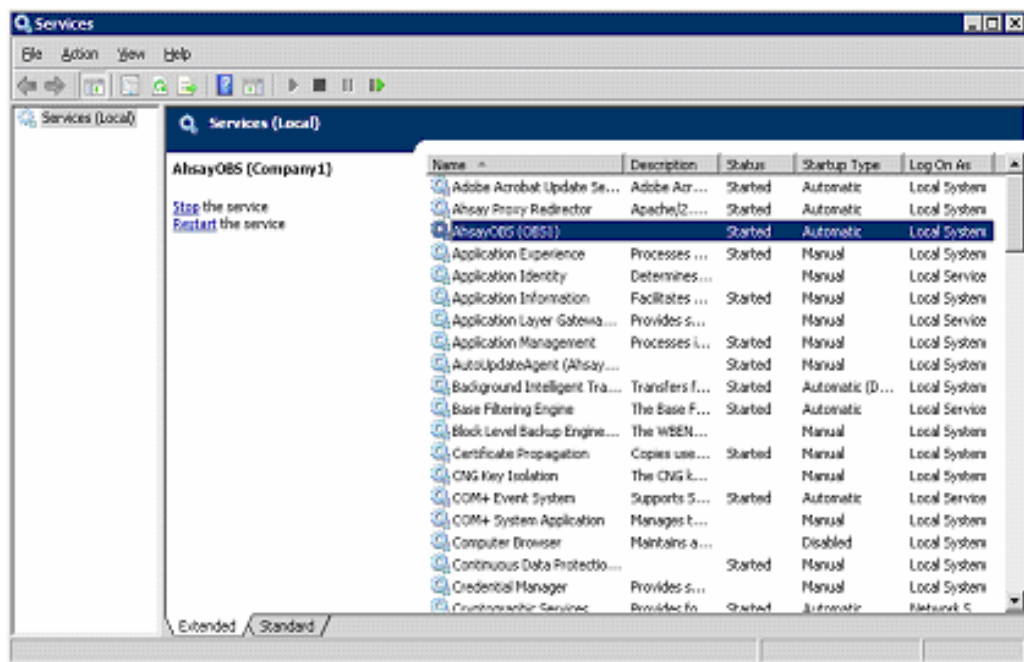 Services
File Action View Help
Services (Local)
Services (Local)
AhsayOBS (Company1)
Stop the service
Restart the service
Name Description Status Startup Type Log On As
Adobe Acrobat Update Se... Adobe Acr... Started Automatic Local System
Ahsay Proxy Redirector Apache/2.... Started Automatic Local System
AhsayOBS (OBS1) Started Automatic Local System
Application Experience Processes ... Started Manual Local System
Application Identity Determines... Manual Local Service
Application Information Facilitates ... Started Manual Local System
Application Layer Gatewa... Provides s... Manual Local Service
Application Management Processes i... Started Manual Local System
AutoUpdateAgent (Ahsay.... Started Manual Local System
Background Intelligent Tra... Transfers f... Started Automatic (D... Local System
Base Filtering Engine The Base F... Started Automatic Local Service
Block Level Backup Engine.... The WBEN... Manual Local System
Certificate Propagation Copies use... Started Manual Local System
CNG Key Isolation The CNG k... Manual Local System
COM+ Event System Supports S... Started Automatic Local Service
COM+ System Application Manages t... Manual Local System
Computer Browser Maintains a... Disabled Local System
Continuous Data Protectio... Started Manual Local System
Credential Manager Provides s... Manual Local System
Cryptographic Services Provides fo... Started Automatic Network S...
Extended Standard